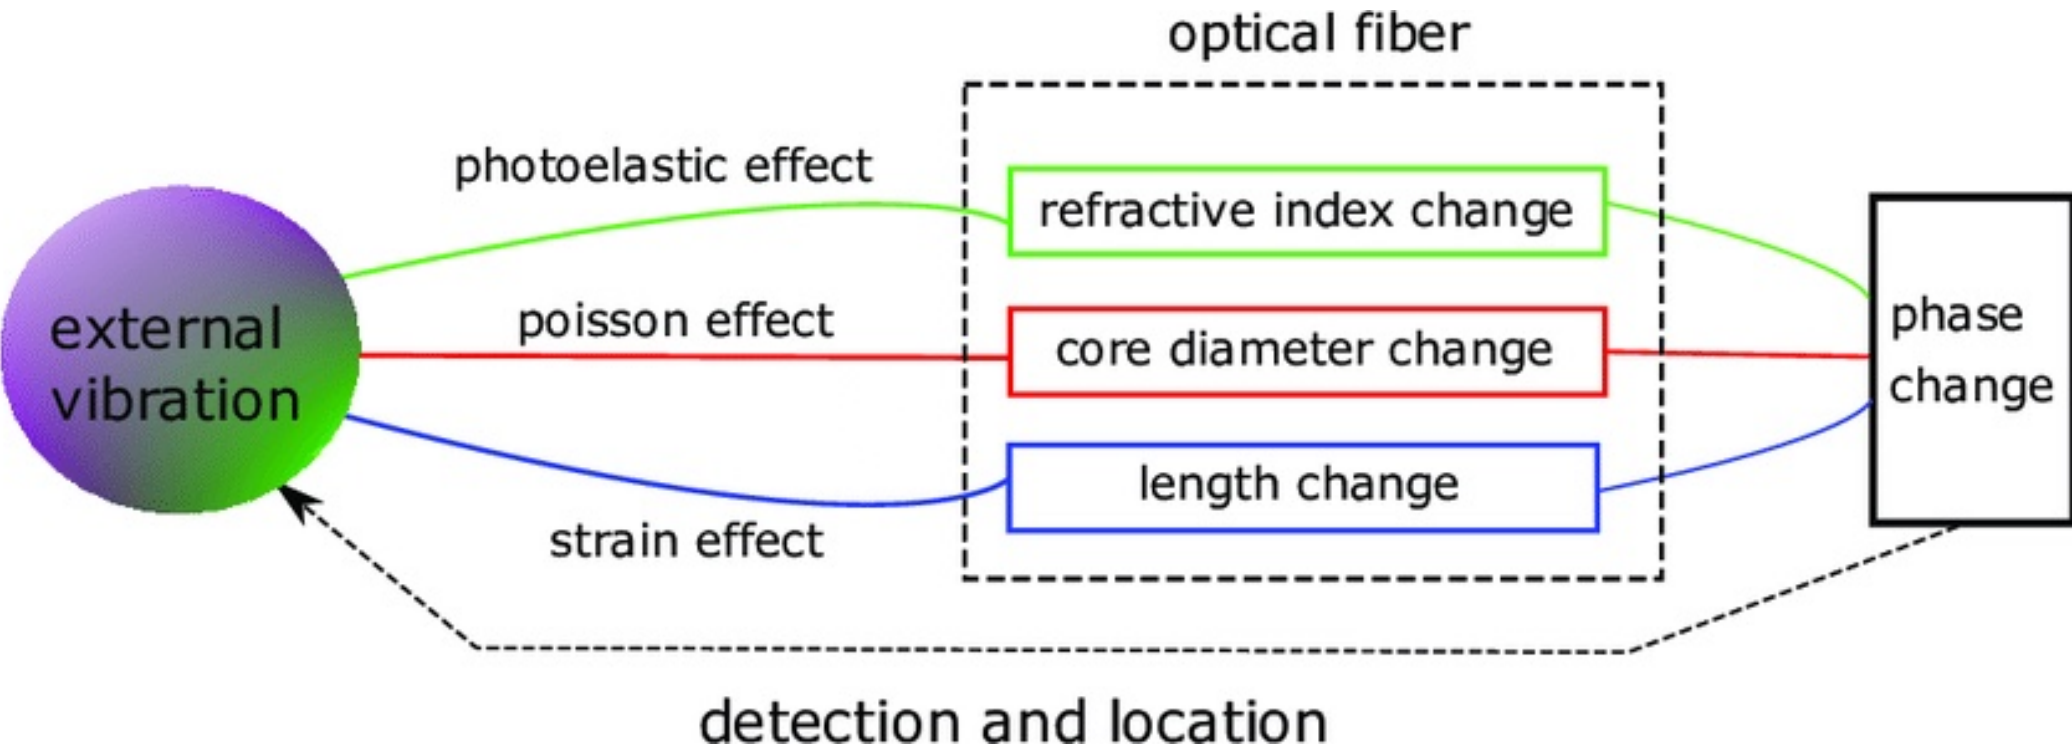 optical fiber
photoelastic effect
refractive index change
external
vibration
poisson effect
core diameter change
phase
change
strain effect
length change
detection and location